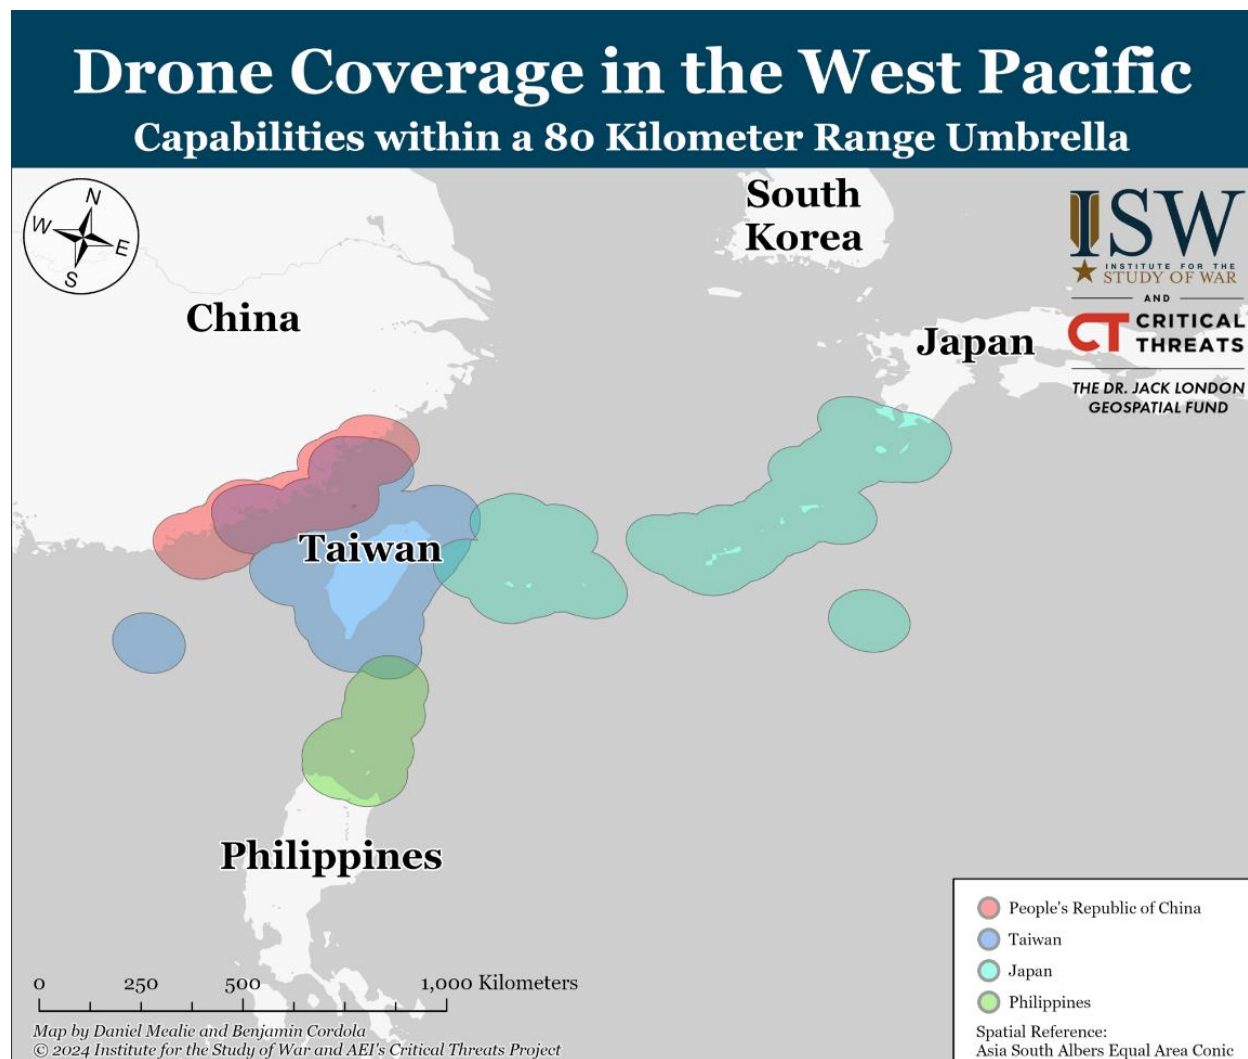 Drone Coverage in the West Pacific
Capabilities within a 80 Kilometer Range Umbrella
N
W
E
S
South
Korea
ISW
INSTITUTE FOR THE
STUDY OF WAR
AND
CT CRITICAL
THREATS
THE DR. JACK LONDON
GEOSPATIAL FUND
China
Japan
Taiwan
Philippines
People's Republic of China
Taiwan
Japan
Philippines
Spatial Reference:
Asia South Albers Equal Area Conic
0 250 500 1,000 Kilometers
Map by Daniel Mealie and Benjamin Cordola
© 2024 Institute for the Study of War and AEI's Critical Threats Project